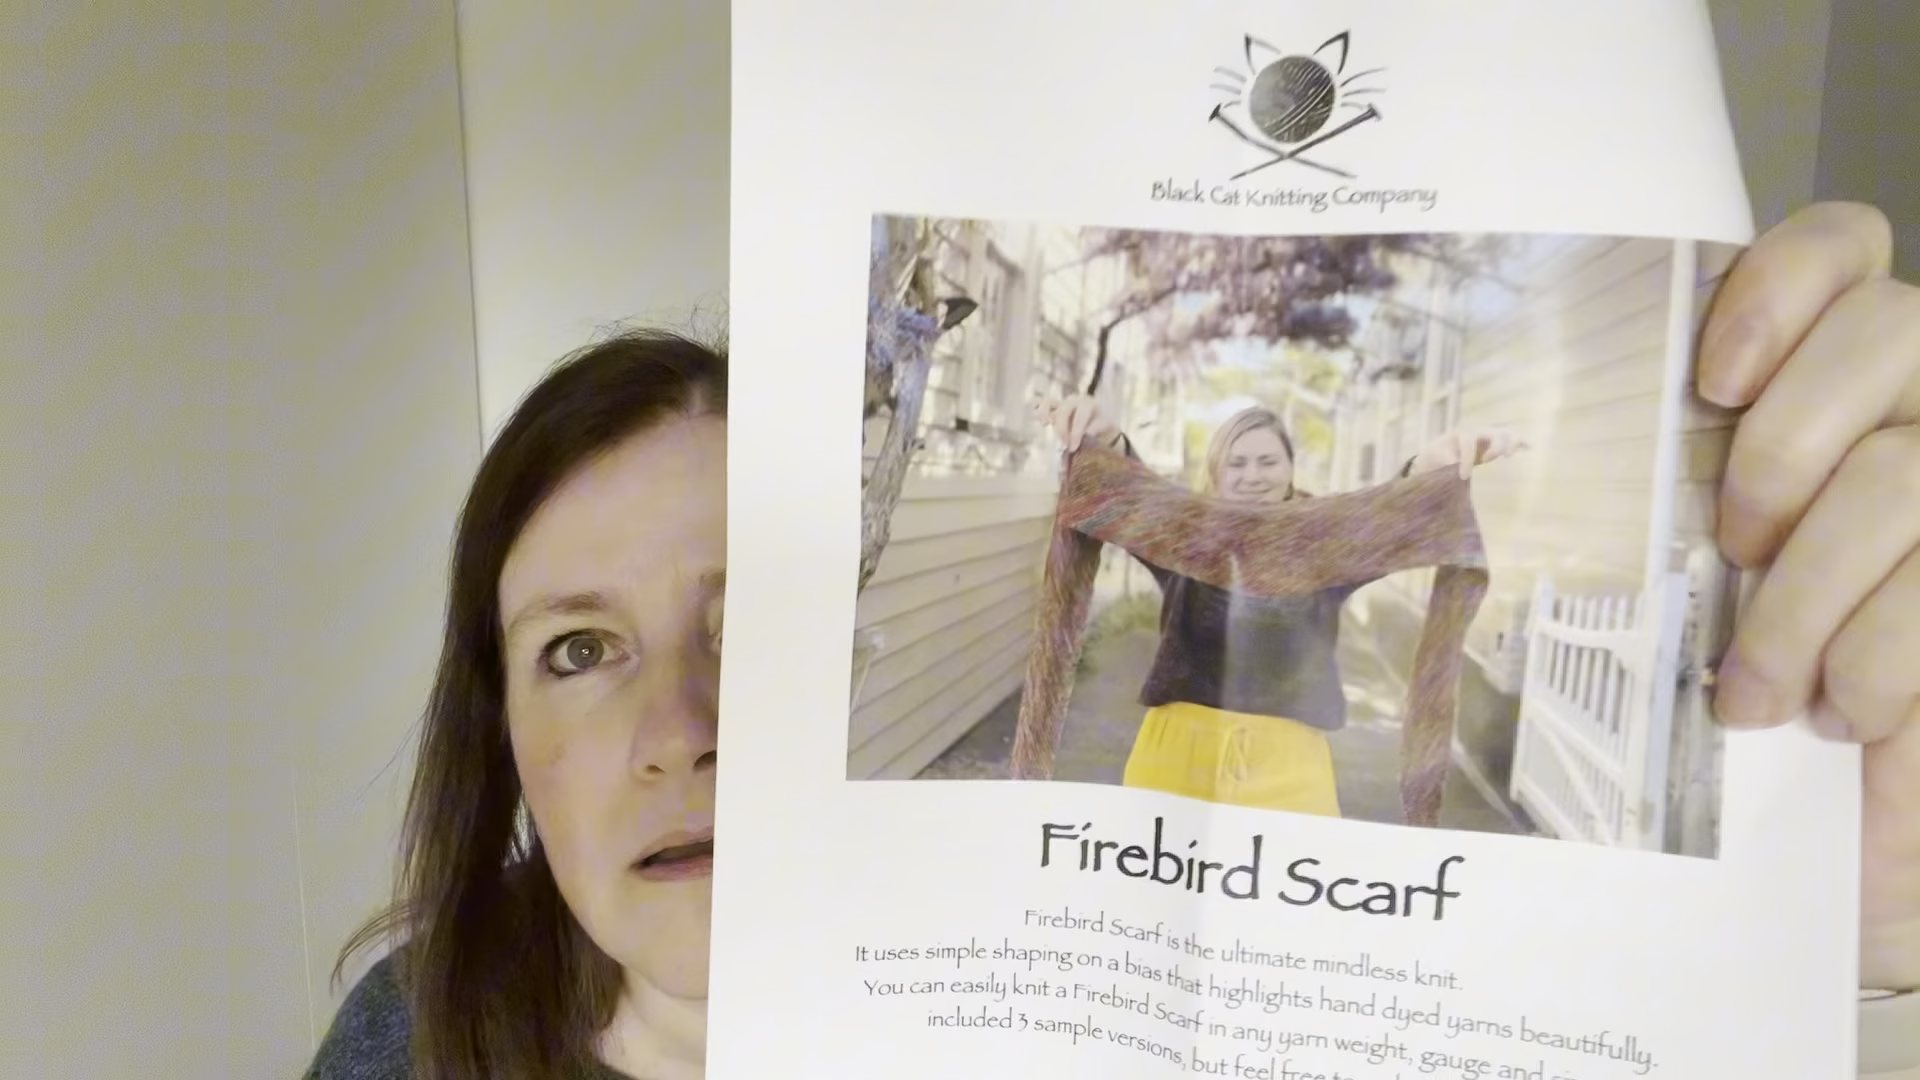 Black Cat Knitting Company
Firebird Scarf
Firebird Scarf is the ultimate mindless knit.
It uses simple shaping on a bias that highlights hand dyed yarns beautifully.
You can easily knit a Firebird Scarf in any yarn weight, gauge and
included 3 sample versions, but feel free